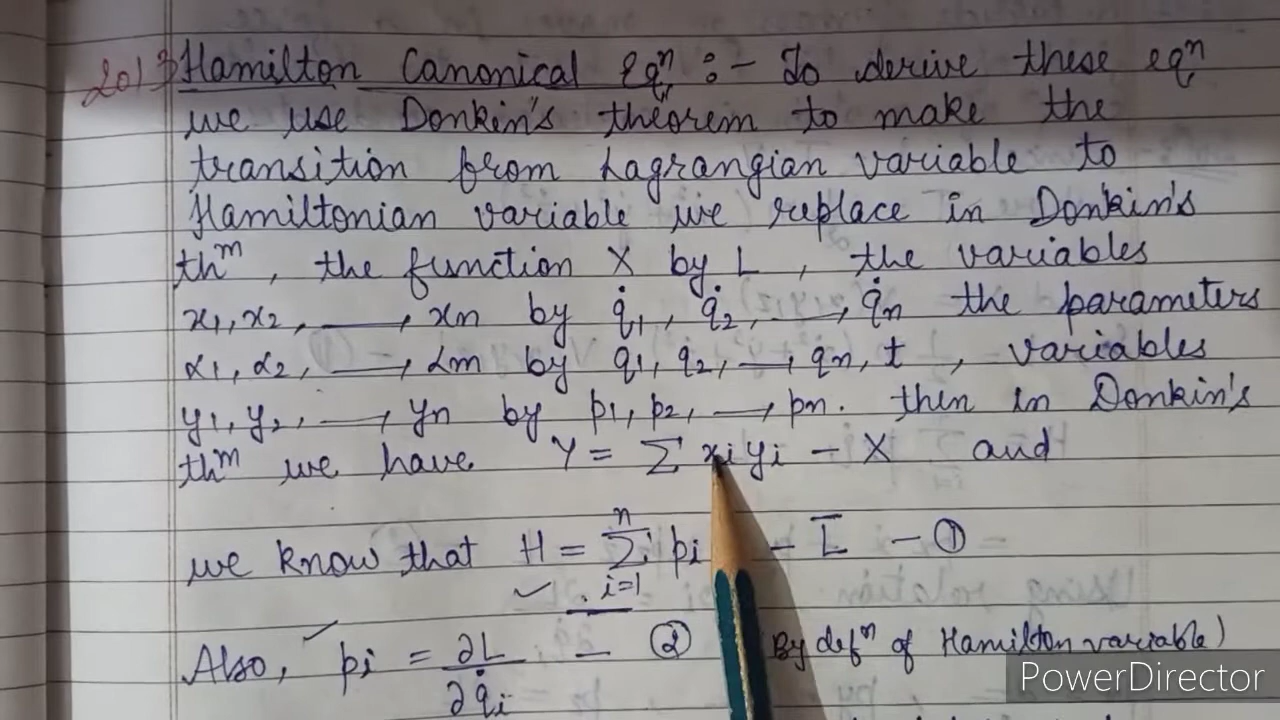 2013 Hamilton Canonical Eqⁿ :- To derive these eqⁿ
we use Donkin's theorem to make the
transition from Lagrangian variable to
Hamiltonian variable we replace in Donkin's
thᵐ, the function X by L, the variables
x₁, x₂, —, xₙ by q̇₁, q̇₂, —, q̇ₙ the parameters
α₁, α₂, —, αₘ by q₁, q₂, —, qₙ, t, variables
y₁, y₂, —, yₙ by p₁, p₂, —, pₙ. then in Donkin's
thᵐ we have Y = Σ xᵢ yᵢ - X and
we know that H = Σⁿᵢ₌₁ pᵢ - L̅ - ①
Also, pᵢ = ∂L/∂q̇ᵢ - ② By defⁿ of Hamilton variable)
PowerDirector